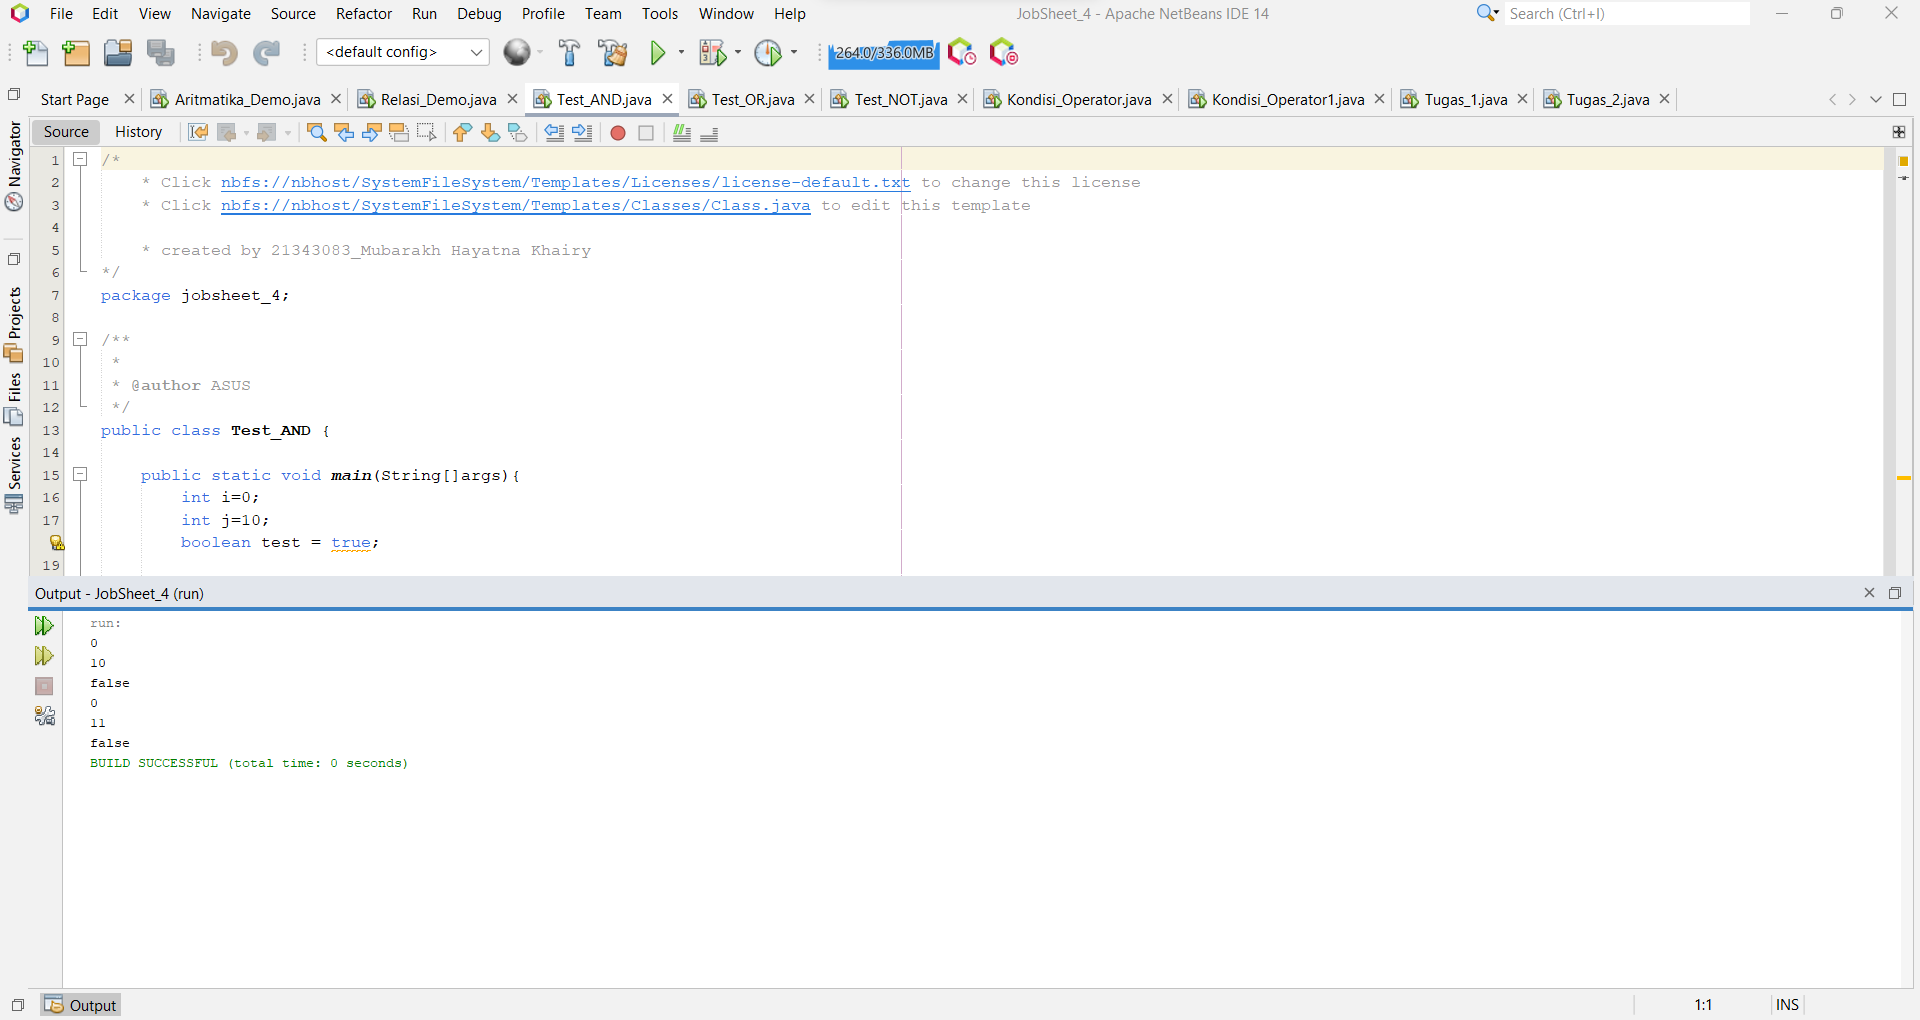 File Edit View Navigate Source Refactor Run Debug Profile Team Tools Window Help JobSheet_4 - Apache NetBeans IDE 14 Search (Ctrl+I)
<default config> 264.0/336.0MB
Start Page Aritmatika_Demo.java Relasi_Demo.java Test_AND.java Test_OR.java Test_NOT.java Kondisi_Operator.java Kondisi_Operator1.java Tugas_1.java Tugas_2.java
Source History
Navigator
Projects
Files
Services
1 /*
2 * Click nbfs://nbhost/SystemFileSystem/Templates/Licenses/license-default.txt to change this license
3 * Click nbfs://nbhost/SystemFileSystem/Templates/Classes/Class.java to edit this template
4
5 * created by 21343083_Mubarakh Hayatna Khairy
6 */
7 package jobsheet_4;
8
9 /**
10 *
11 * @author ASUS
12 */
13 public class Test_AND {
14
15 public static void main(String[]args){
16 int i=0;
17 int j=10;
boolean test = true;
19
Output - JobSheet_4 (run)
run:
0
10
false
0
11
false
BUILD SUCCESSFUL (total time: 0 seconds)
Output 1:1 INS